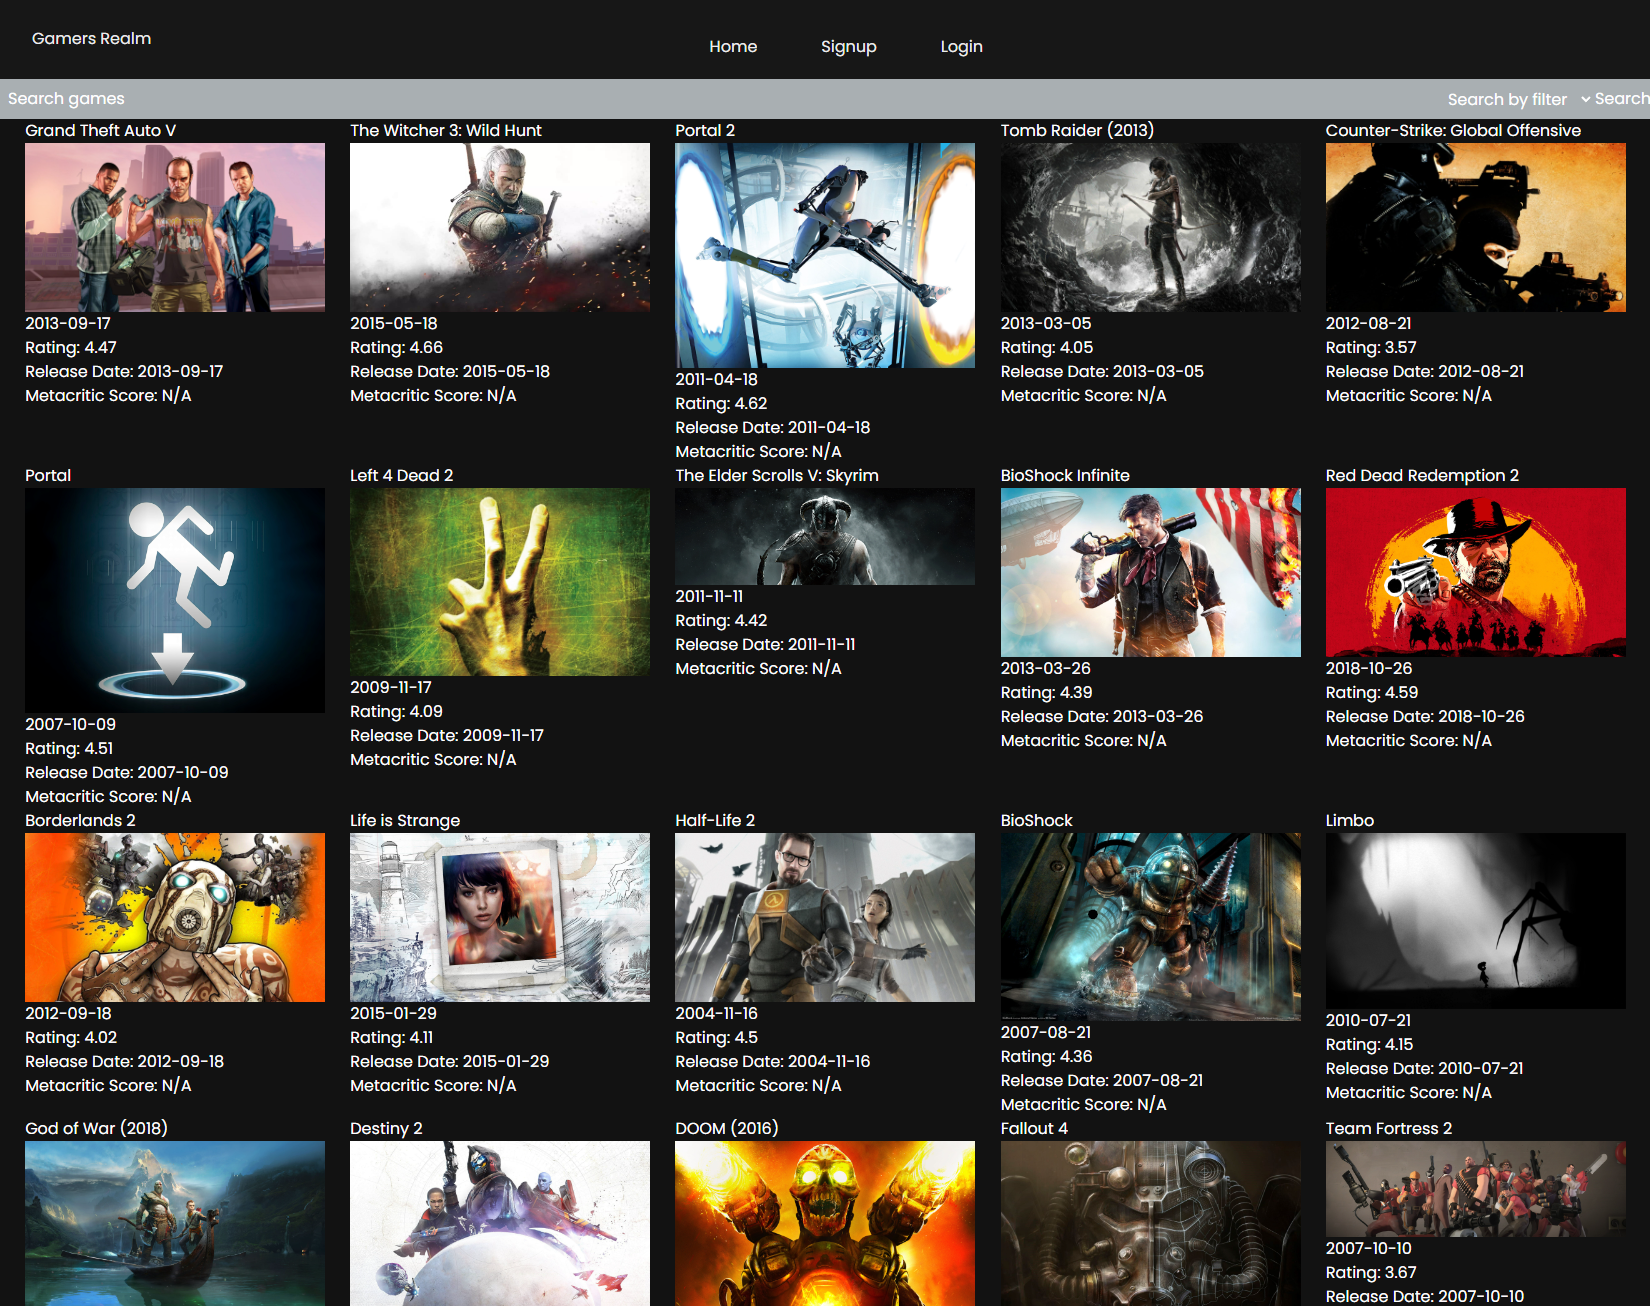 Gamers Realm
Home Signup Login
Search games Search by filter Search
Grand Theft Auto V
2013-09-17
Rating: 4.47
Release Date: 2013-09-17
Metacritic Score: N/A
The Witcher 3: Wild Hunt
2015-05-18
Rating: 4.66
Release Date: 2015-05-18
Metacritic Score: N/A
Portal 2
2011-04-18
Rating: 4.62
Release Date: 2011-04-18
Metacritic Score: N/A
Tomb Raider (2013)
2013-03-05
Rating: 4.05
Release Date: 2013-03-05
Metacritic Score: N/A
Counter-Strike: Global Offensive
2012-08-21
Rating: 3.57
Release Date: 2012-08-21
Metacritic Score: N/A
Portal
2007-10-09
Rating: 4.51
Release Date: 2007-10-09
Metacritic Score: N/A
Left 4 Dead 2
2009-11-17
Rating: 4.09
Release Date: 2009-11-17
Metacritic Score: N/A
The Elder Scrolls V: Skyrim
2011-11-11
Rating: 4.42
Release Date: 2011-11-11
Metacritic Score: N/A
BioShock Infinite
2013-03-26
Rating: 4.39
Release Date: 2013-03-26
Metacritic Score: N/A
Red Dead Redemption 2
2018-10-26
Rating: 4.59
Release Date: 2018-10-26
Metacritic Score: N/A
Borderlands 2
2012-09-18
Rating: 4.02
Release Date: 2012-09-18
Metacritic Score: N/A
Life is Strange
2015-01-29
Rating: 4.11
Release Date: 2015-01-29
Metacritic Score: N/A
Half-Life 2
2004-11-16
Rating: 4.5
Release Date: 2004-11-16
Metacritic Score: N/A
BioShock
2007-08-21
Rating: 4.36
Release Date: 2007-08-21
Metacritic Score: N/A
Limbo
2010-07-21
Rating: 4.15
Release Date: 2010-07-21
Metacritic Score: N/A
God of War (2018)
Destiny 2
DOOM (2016)
Fallout 4
Team Fortress 2
2007-10-10
Rating: 3.67
Release Date: 2007-10-10